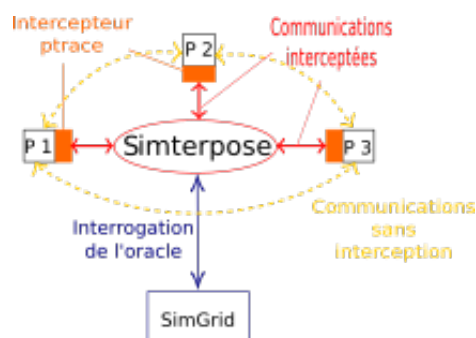 Intercepteur
ptrace
P 2
Communications
interceptées
P 1
Simterpose
P 3
Interrogation
de l'oracle
Communications
sans
interception
SimGrid